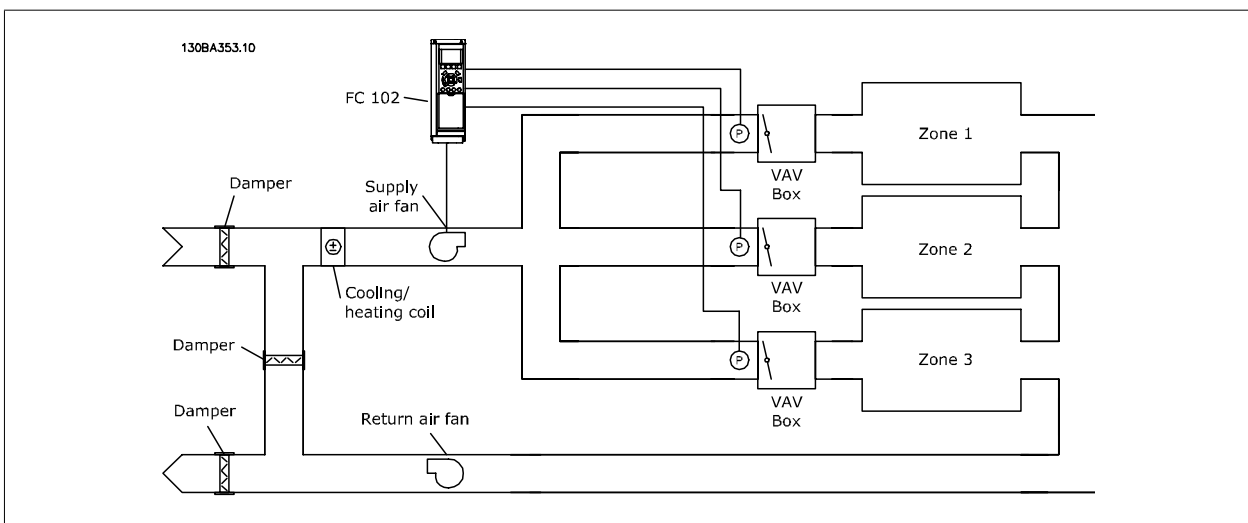 130BA353.10
FC 102
Damper
Supply
air fan
Cooling/
heating coil
Damper
Damper
Return air fan
P
VAV
Box
Zone 1
P
VAV
Box
Zone 2
P
VAV
Box
Zone 3